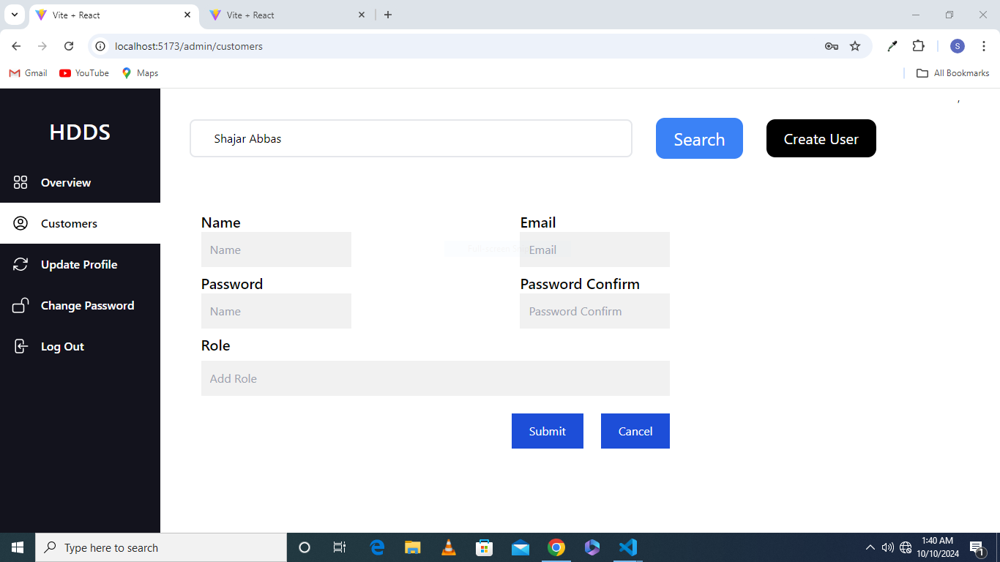 Vite + React
Vite + React
localhost:5173/admin/customers
S
Gmail
YouTube
Maps
All Bookmarks
HDDS
Overview
Customers
Update Profile
Change Password
Log Out
,
Shajar Abbas
Search
Create User
Name
Email
Name
Email
Password
Password Confirm
Name
Password Confirm
Role
Add Role
Submit
Cancel
Type here to search
1:40 AM
10/10/2024
1